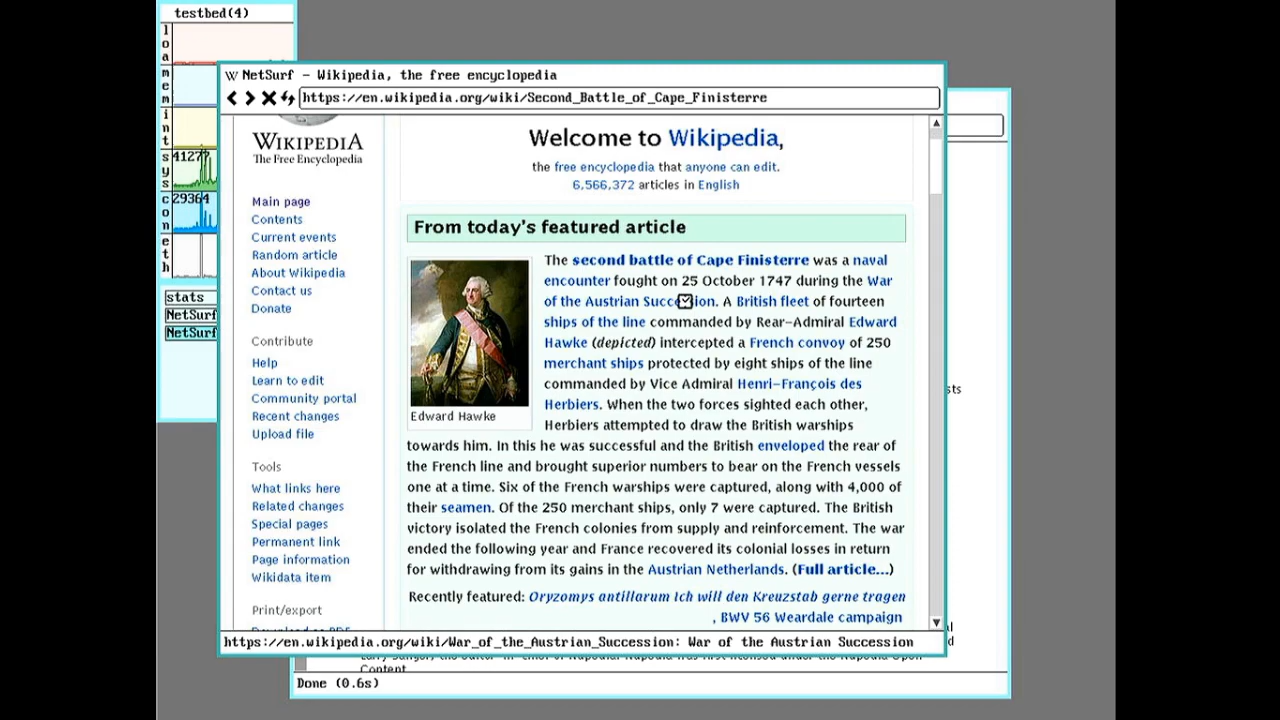 testbed(4)
loa
mem
int
sys
41277
con
29364
eth
stats
NetSurf
NetSurf
NetSurf – Wikipedia, the free encyclopedia
https://en.wikipedia.org/wiki/Second_Battle_of_Cape_Finisterre
WIKIPEDIA
The Free Encyclopedia
Main page
Contents
Current events
Random article
About Wikipedia
Contact us
Donate
Contribute
Help
Learn to edit
Community portal
Recent changes
Upload file
Tools
What links here
Related changes
Special pages
Permanent link
Page information
Wikidata item
Print/export
Welcome to Wikipedia,
the free encyclopedia that anyone can edit.
6,566,372 articles in English
From today's featured article
Edward Hawke
The second battle of Cape Finisterre was a naval
encounter fought on 25 October 1747 during the War
of the Austrian Succession. A British fleet of fourteen
ships of the line commanded by Rear–Admiral Edward
Hawke (depicted) intercepted a French convoy of 250
merchant ships protected by eight ships of the line
commanded by Vice Admiral Henri–François des
Herbiers. When the two forces sighted each other,
Herbiers attempted to draw the British warships
towards him. In this he was successful and the British enveloped the rear of
the French line and brought superior numbers to bear on the French vessels
one at a time. Six of the French warships were captured, along with 4,000 of
their seamen. Of the 250 merchant ships, only 7 were captured. The British
victory isolated the French colonies from supply and reinforcement. The war
ended the following year and France recovered its colonial losses in return
for withdrawing from its gains in the Austrian Netherlands. (Full article...)
Recently featured: Oryzomys antillarum Ich will den Kreuzstab gerne tragen
, BWV 56 Weardale campaign
https://en.wikipedia.org/wiki/War_of_the_Austrian_Succession: War of the Austrian Succession
sts
Content
Done (0.6s)